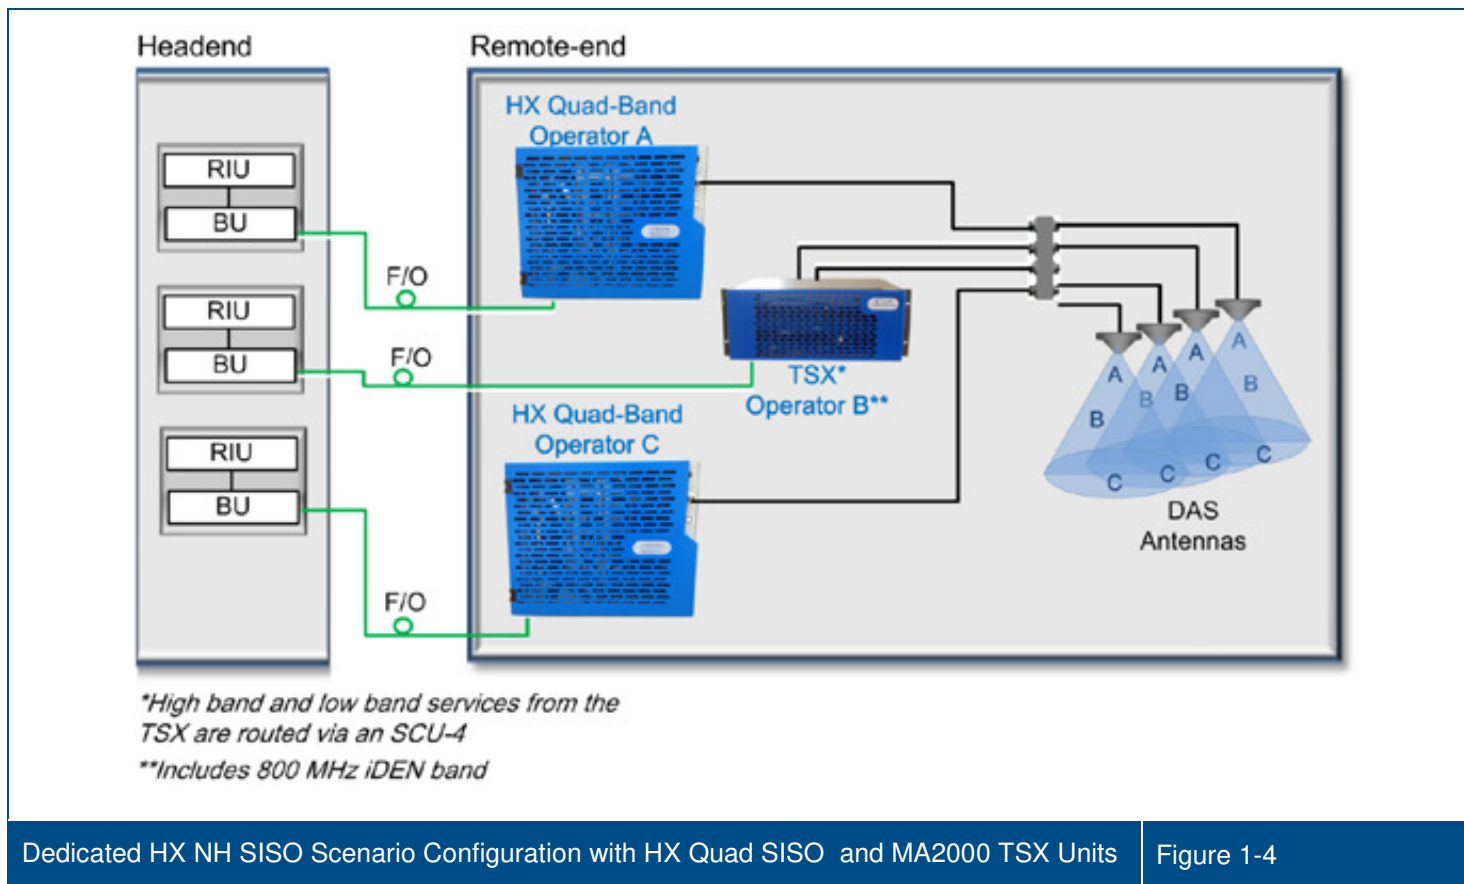 Headend
Remote-end
HX Quad-Band
Operator A
RIU
BU
F/O
RIU
BU
F/O
TSX*
Operator B**
HX Quad-Band
Operator C
RIU
BU
F/O
A
A
A
A
B
B
B
B
C
C
C
C
DAS
Antennas
*High band and low band services from the
TSX are routed via an SCU-4
**Includes 800 MHz iDEN band
Dedicated HX NH SISO Scenario Configuration with HX Quad SISO and MA2000 TSX Units
Figure 1-4